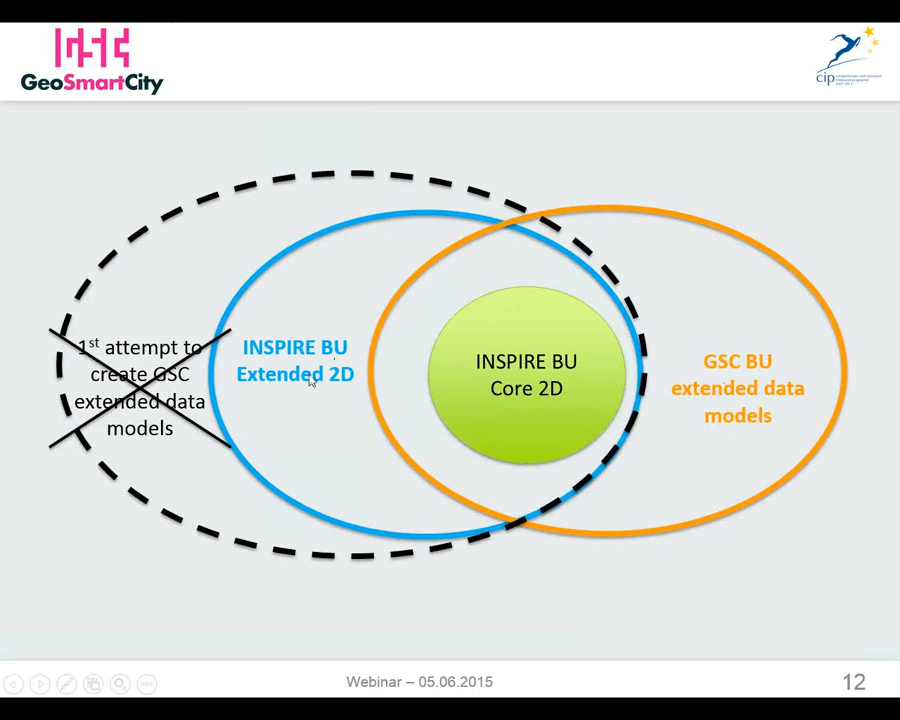 GeoSmartCity
cip
1st attempt to
create GSC
extended data
models
INSPIRE BU
Extended 2D
INSPIRE BU
Core 2D
GSC BU
extended data
models
Webinar – 05.06.2015
12